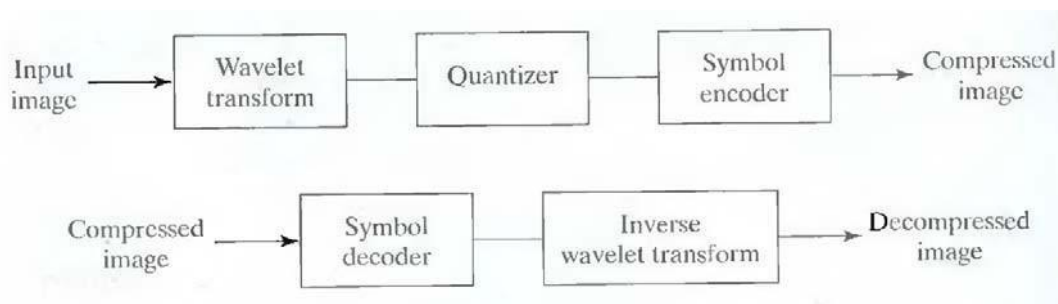 Input
image
Wavelet
transform
Quantizer
Symbol
encoder
Compressed
image
Compressed
image
Symbol
decoder
Inverse
wavelet transform
Decompressed
image